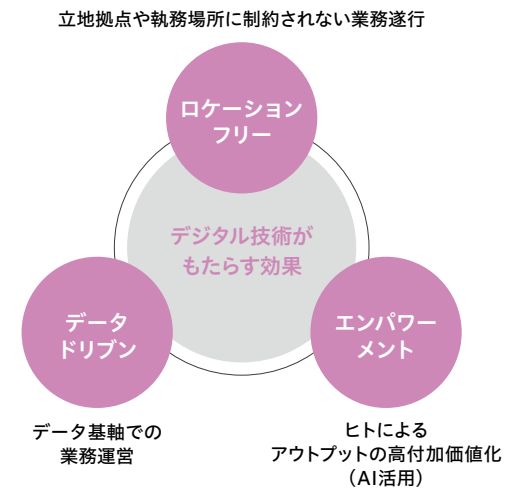 立地拠点や執務場所に制約されない業務遂行
ロケーション
フリー
デジタル技術が
もたらす効果
データ
ドリブン
エンパワー
メント
データ基軸での
業務運営
ヒトによる
アウトプットの高付加価値化
（AI活用）